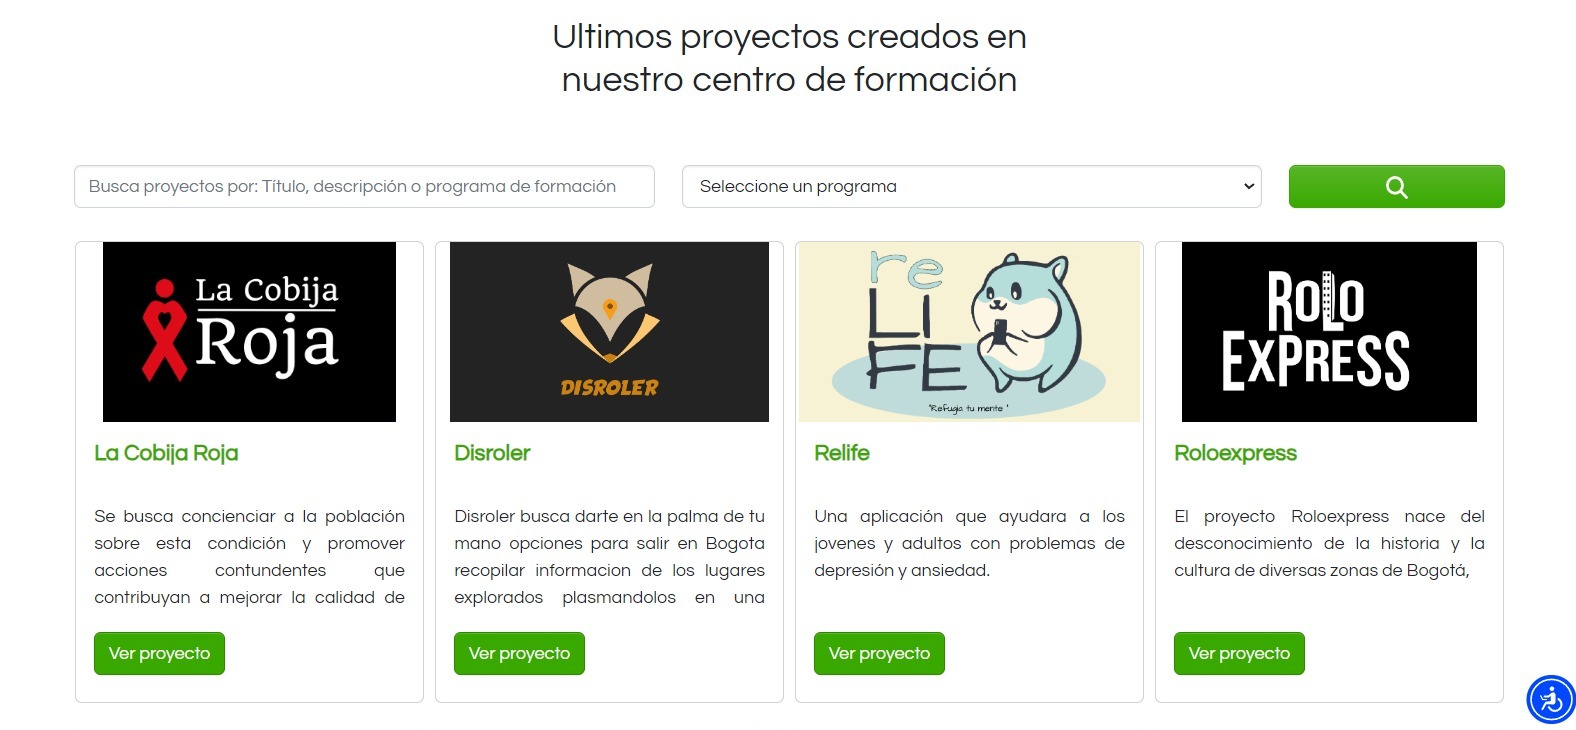 Ultimos proyectos creados en
nuestro centro de formación
Busca proyectos por: Título, descripción o programa de formación
Seleccione un programa
La Cobija
Roja
DISROLER
re
LI
FE
"Refugia tu mente "
ROLO
EXPRESS
La Cobija Roja
Se busca concienciar a la población
sobre esta condición y promover
acciones contundentes que
contribuyan a mejorar la calidad de
Ver proyecto
Disroler
Disroler busca darte en la palma de tu
mano opciones para salir en Bogota
recopilar informacion de los lugares
explorados plasmandolos en una
Ver proyecto
Relife
Una aplicación que ayudara a los
jovenes y adultos con problemas de
depresión y ansiedad.
Ver proyecto
Roloexpress
El proyecto Roloexpress nace del
desconocimiento de la historia y la
cultura de diversas zonas de Bogotá,
Ver proyecto